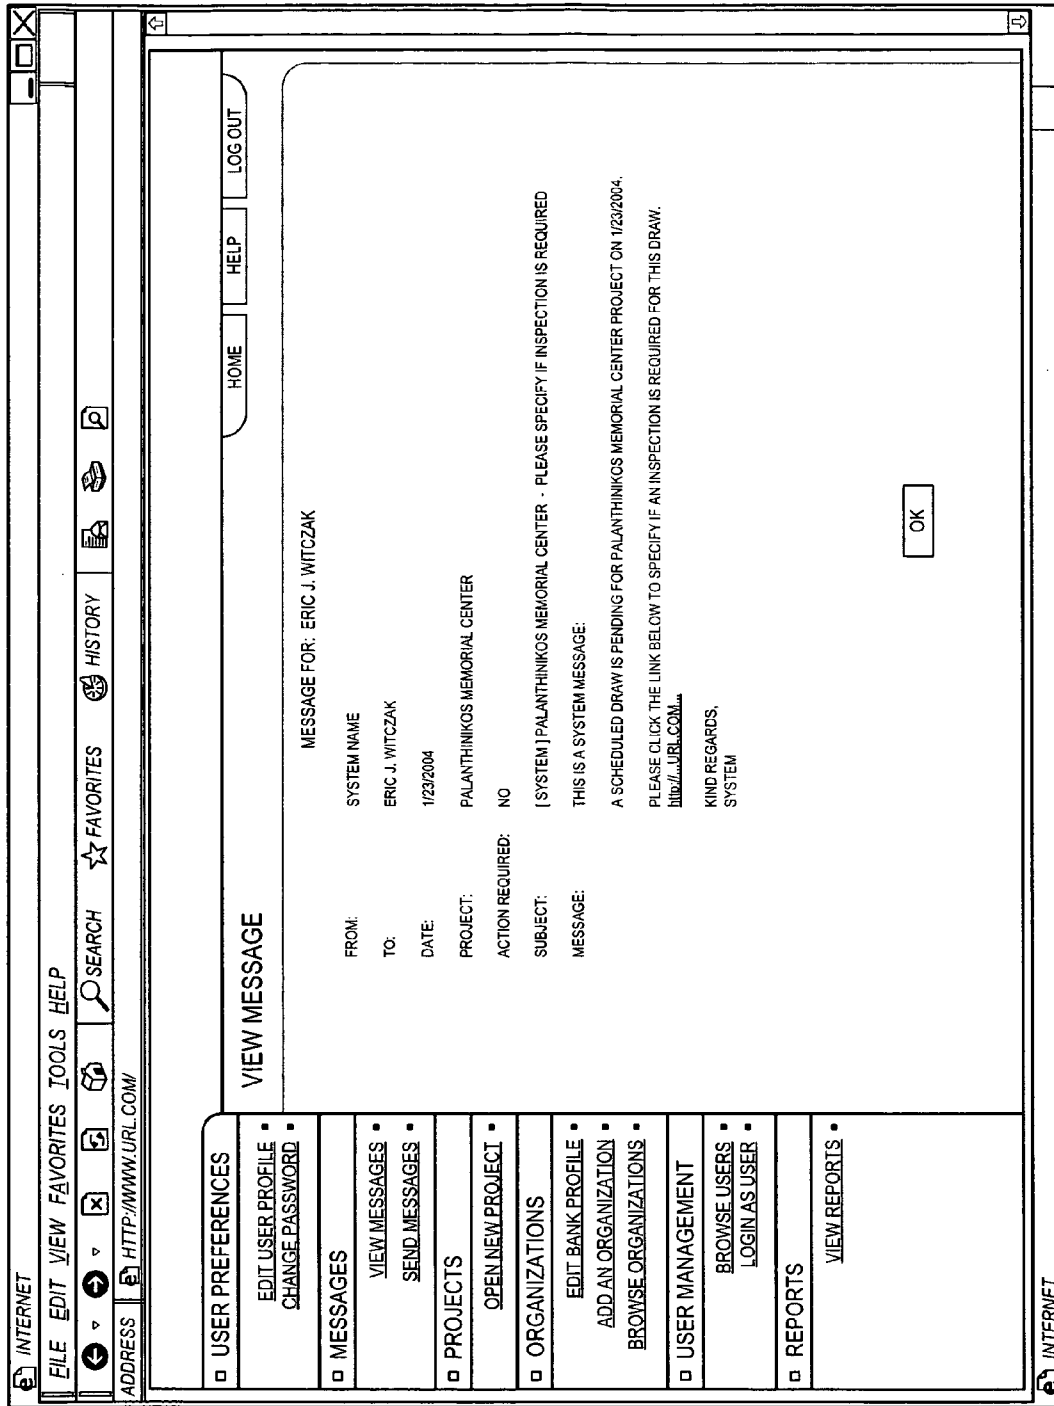 INTERNET
FILE EDIT VIEW FAVORITES TOOLS HELP
SEARCH FAVORITES HISTORY
ADDRESS HTTP://WWW.URL.COM/
HOME HELP LOG OUT
VIEW MESSAGE
USER PREFERENCES
EDIT USER PROFILE
CHANGE PASSWORD
MESSAGES
VIEW MESSAGES
SEND MESSAGES
PROJECTS
OPEN NEW PROJECT
ORGANIZATIONS
EDIT BANK PROFILE
ADD AN ORGANIZATION
BROWSE ORGANIZATIONS
USER MANAGEMENT
BROWSE USERS
LOGIN AS USER
REPORTS
VIEW REPORTS
MESSAGE FOR: ERIC J. WITCZAK
FROM: SYSTEM NAME
TO: ERIC J. WITCZAK
DATE: 1/23/2004
PROJECT: PALANTHINIKOS MEMORIAL CENTER
ACTION REQUIRED: NO
SUBJECT: [ SYSTEM ] PALANTHINIKOS MEMORIAL CENTER - PLEASE SPECIFY IF INSPECTION IS REQUIRED
MESSAGE: THIS IS A SYSTEM MESSAGE:
A SCHEDULED DRAW IS PENDING FOR PALANTHINIKOS MEMORIAL CENTER PROJECT ON 1/23/2004.
PLEASE CLICK THE LINK BELOW TO SPECIFY IF AN INSPECTION IS REQUIRED FOR THIS DRAW.
http://...URL.COM...
KIND REGARDS,
SYSTEM
OK
INTERNET